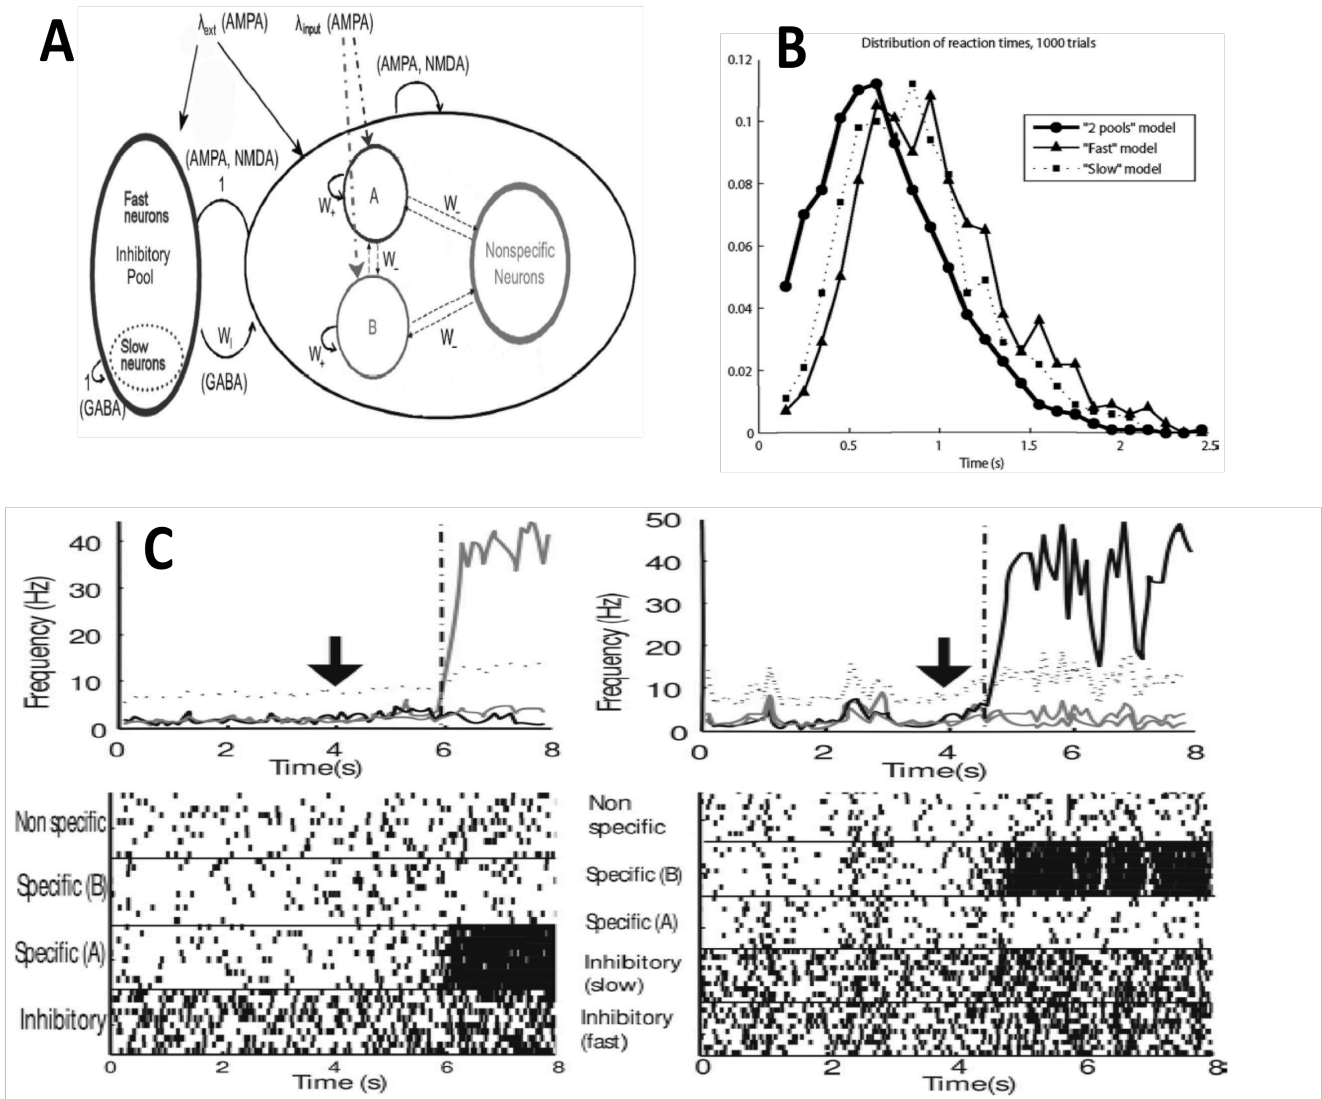 A
λext (AMPA)
λinput (AMPA)
(AMPA, NMDA)
(AMPA, NMDA)
1
Fast
neurons
Inhibitory
Pool
Slow
neurons
1
(GABA)
WI
(GABA)
A
W+
W-
W-
B
W+
W-
Nonspecific
Neurons
B
Distribution of reaction times, 1000 trials
0.12
0.1
0.08
0.06
0.04
0.02
0
0
0.5
1
1.5
2
2.5
Time (s)
"2 pools" model
"Fast" model
"Slow" model
C
Frequency (Hz)
40
30
20
10
0
0
2
4
6
8
Time(s)
Frequency (Hz)
50
40
30
20
10
0
0
2
4
6
8
Time(s)
Non specific
Specific (B)
Specific (A)
Inhibitory
0
2
4
6
8
Time (s)
Non
specific
Specific (B)
Specific (A)
Inhibitory
(slow)
Inhibitory
(fast)
0
2
4
6
8
Time(s)